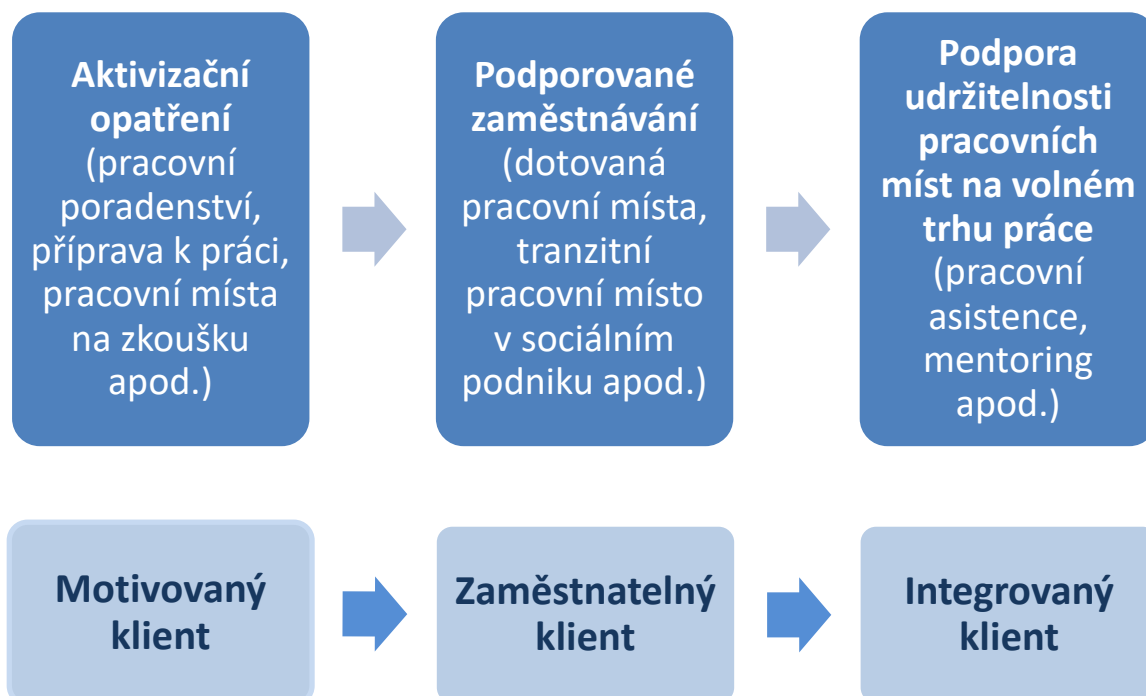 Aktivizační
opatření
(pracovní
poradenství,
příprava k práci,
pracovní místa
na zkoušku
apod.)
Podporované
zaměstnávání
(dotovaná
pracovní místa,
tranzitní
pracovní místo
v sociálním
podniku apod.)
Podpora
udržitelnosti
pracovních
míst na volném
trhu práce
(pracovní
asistence,
mentoring
apod.)
Motivovaný
klient
Zaměstnatelný
klient
Integrovaný
klient